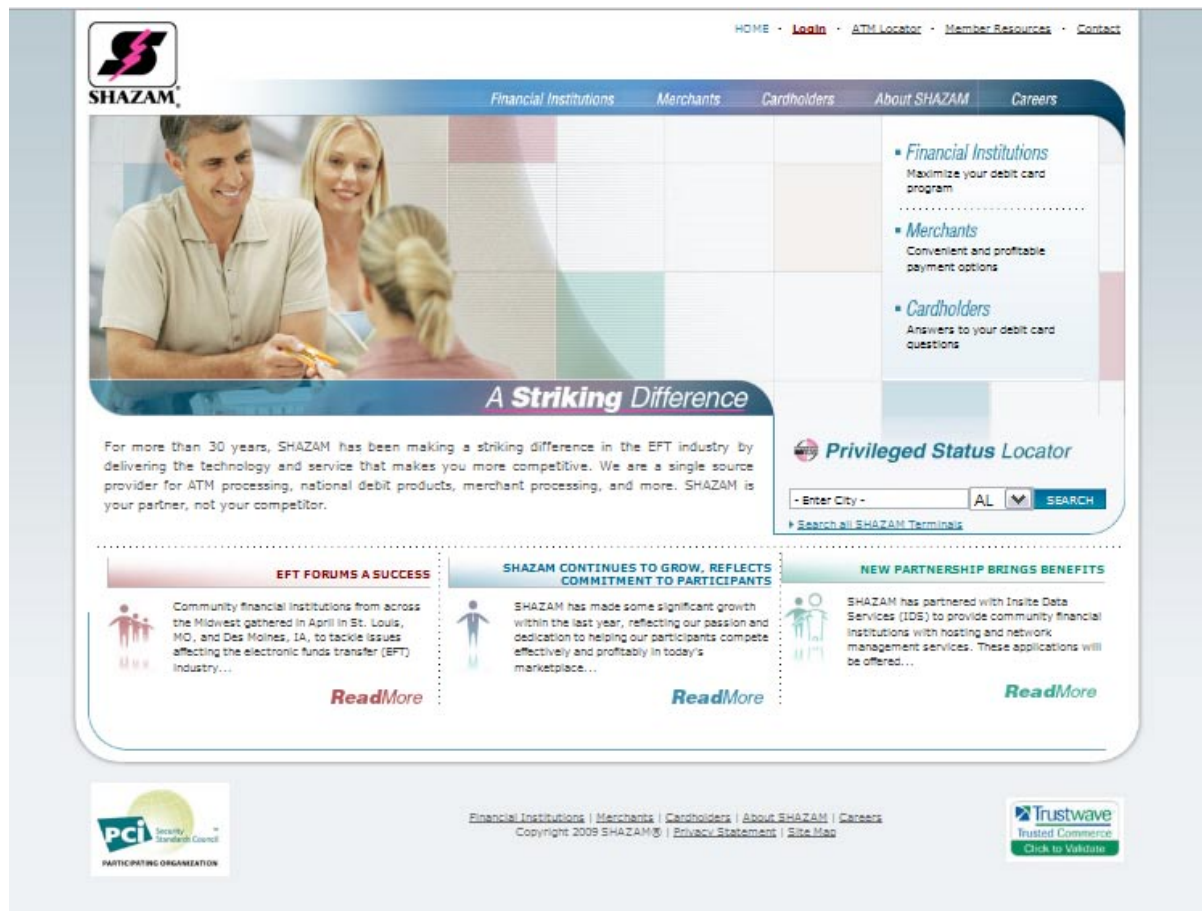 HOME · Login · ATM Locator · Member Resources · Contact
SHAZAM®
Financial Institutions Merchants Cardholders About SHAZAM Careers
Financial Institutions
Maximize your debit card
program
Merchants
Convenient and profitable
payment options
Cardholders
Answers to your debit card
questions
A Striking Difference
For more than 30 years, SHAZAM has been making a striking difference in the EFT industry by
delivering the technology and service that makes you more competitive. We are a single source
provider for ATM processing, national debit products, merchant processing, and more. SHAZAM is
your partner, not your competitor.
Privileged Status Locator
- Enter City - AL SEARCH
Search all SHAZAM Terminals
EFT FORUMS A SUCCESS
Community financial institutions from across
the Midwest gathered in April in St. Louis,
MO, and Des Moines, IA, to tackle issues
affecting the electronic funds transfer (EFT)
industry...
ReadMore
SHAZAM CONTINUES TO GROW, REFLECTS
COMMITMENT TO PARTICIPANTS
SHAZAM has made some significant growth
within the last year, reflecting our passion and
dedication to helping our participants compete
effectively and profitably in today's
marketplace...
ReadMore
NEW PARTNERSHIP BRINGS BENEFITS
SHAZAM has partnered with Insite Data
Services (IDS) to provide community financial
institutions with hosting and network
management services. These applications will
be offered...
ReadMore
PCi Security
Standards Council
PARTICIPATING ORGANIZATION
Financial Institutions | Merchants | Cardholders | About SHAZAM | Careers
Copyright 2009 SHAZAM® | Privacy Statement | Site Map
Trustwave
Trusted Commerce
Click to Validate